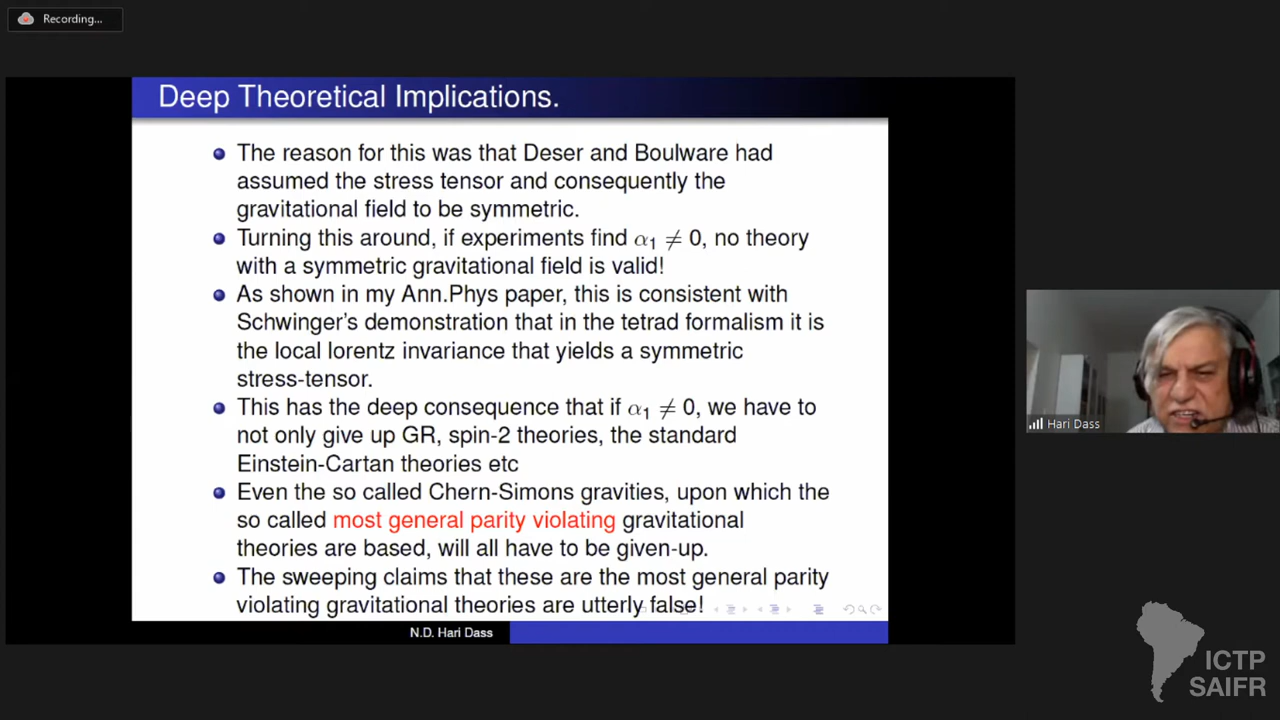 Recording...
Deep Theoretical Implications.
The reason for this was that Deser and Boulware had
assumed the stress tensor and consequently the
gravitational field to be symmetric.
Turning this around, if experiments find α₁ ≠ 0, no theory
with a symmetric gravitational field is valid!
As shown in my Ann.Phys paper, this is consistent with
Schwinger's demonstration that in the tetrad formalism it is
the local lorentz invariance that yields a symmetric
stress-tensor.
This has the deep consequence that if α₁ ≠ 0, we have to
not only give up GR, spin-2 theories, the standard
Einstein-Cartan theories etc
Even the so called Chern-Simons gravities, upon which the
so called most general parity violating gravitational
theories are based, will all have to be given-up.
The sweeping claims that these are the most general parity
violating gravitational theories are utterly false!
N.D. Hari Dass
Hari Dass
ICTP
SAIFR